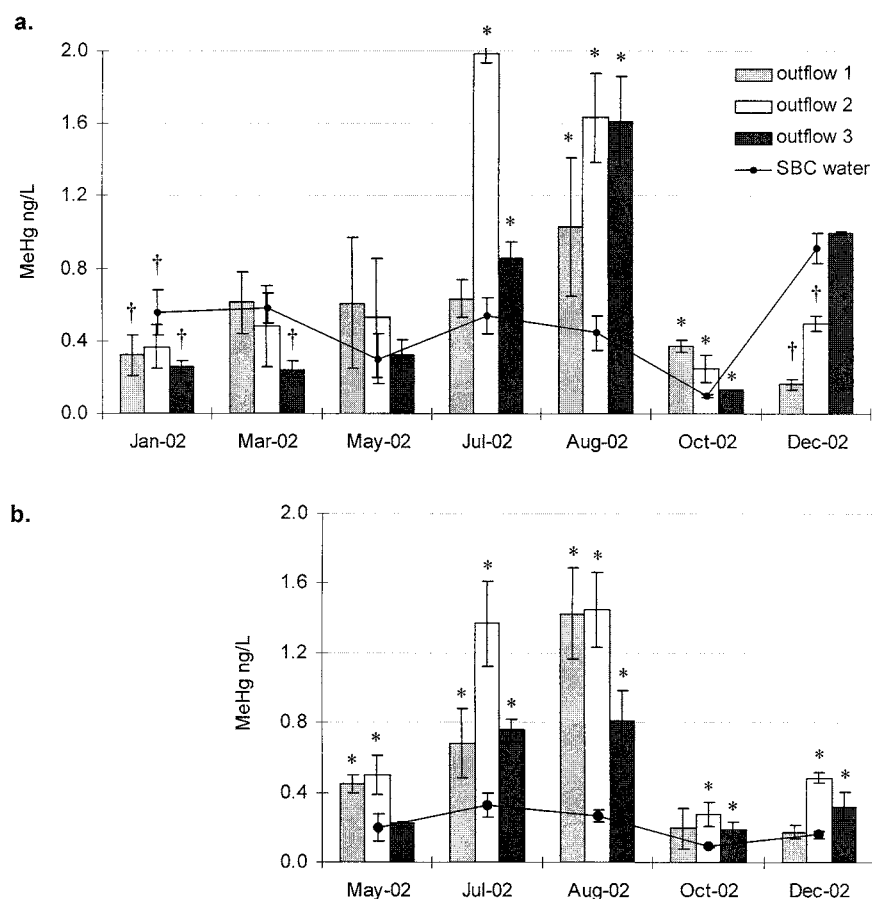 a.
MeHg ng/L
2.0
1.6
1.2
0.8
0.4
0.0
outflow 1
outflow 2
outflow 3
SBC water
† † †
†
* *
* * *
* * *
† †
Jan-02 Mar-02 May-02 Jul-02 Aug-02 Oct-02 Dec-02
b.
MeHg ng/L
2.0
1.6
1.2
0.8
0.4
0.0
* *
* * *
* * *
* *
* *
May-02 Jul-02 Aug-02 Oct-02 Dec-02